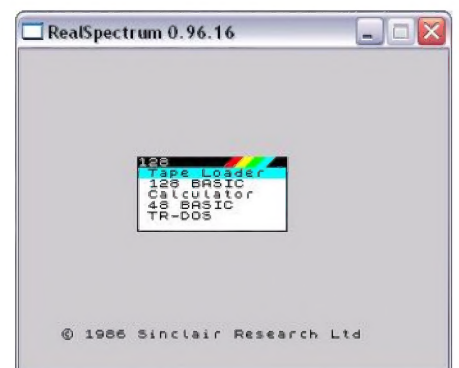 RealSpectrum 0.96.16
128
Tape Loader
128 BASIC
Calculator
48 BASIC
TR-DOS
© 1986 Sinclair Research Ltd